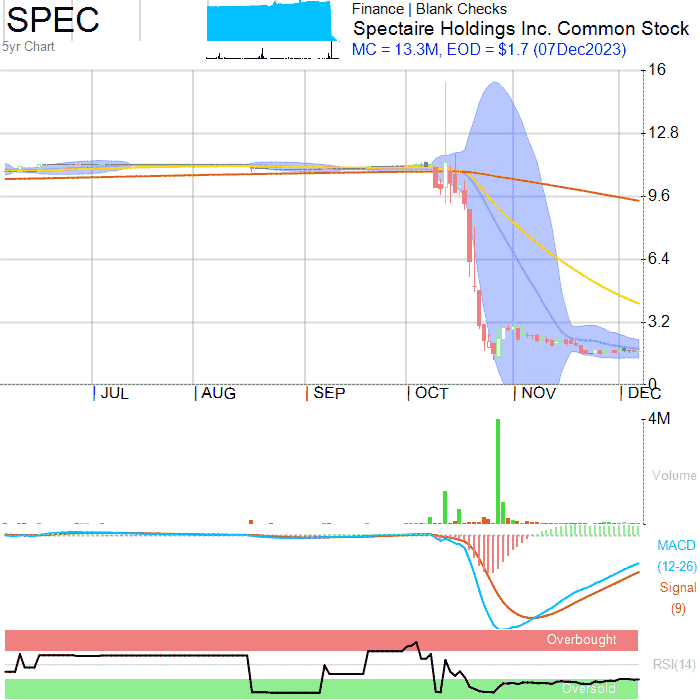 SPEC
5yr Chart
Finance | Blank Checks
Spectaire Holdings Inc. Common Stock
MC = 13.3M, EOD = $1.7 (07Dec2023)
16
12.8
9.6
6.4
3.2
0
JUL AUG SEP OCT NOV DEC
4M
Volume
MACD
(12-26)
Signal
(9)
Overbought
RSI(14)
Oversold